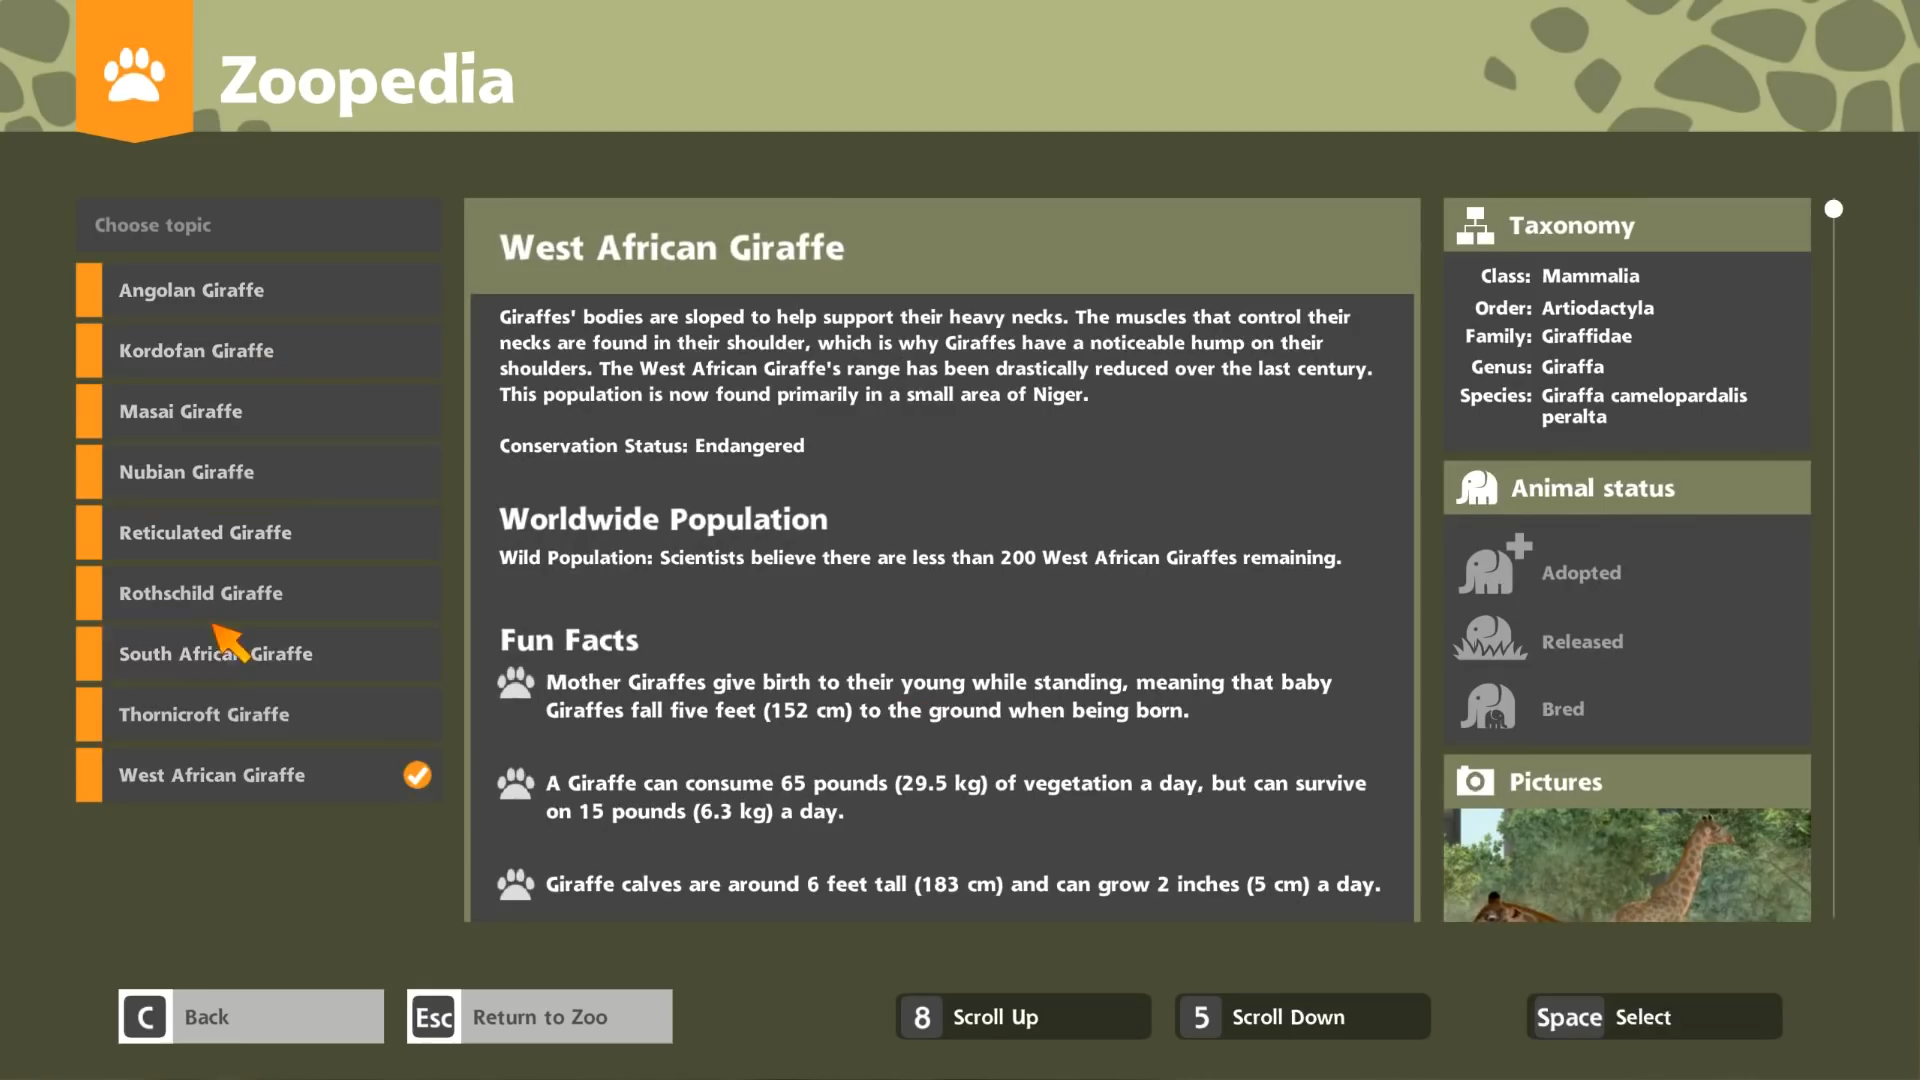 Zoopedia
Choose topic
Angolan Giraffe
Kordofan Giraffe
Masai Giraffe
Nubian Giraffe
Reticulated Giraffe
Rothschild Giraffe
South African Giraffe
Thornicroft Giraffe
West African Giraffe
West African Giraffe
Giraffes' bodies are sloped to help support their heavy necks. The muscles that control their
necks are found in their shoulder, which is why Giraffes have a noticeable hump on their
shoulders. The West African Giraffe's range has been drastically reduced over the last century.
This population is now found primarily in a small area of Niger.
Conservation Status: Endangered
Worldwide Population
Wild Population: Scientists believe there are less than 200 West African Giraffes remaining.
Fun Facts
Mother Giraffes give birth to their young while standing, meaning that baby
Giraffes fall five feet (152 cm) to the ground when being born.
A Giraffe can consume 65 pounds (29.5 kg) of vegetation a day, but can survive
on 15 pounds (6.3 kg) a day.
Giraffe calves are around 6 feet tall (183 cm) and can grow 2 inches (5 cm) a day.
Taxonomy
Class: Mammalia
Order: Artiodactyla
Family: Giraffidae
Genus: Giraffa
Species: Giraffa camelopardalis
peralta
Animal status
Adopted
Released
Bred
Pictures
C Back
Esc Return to Zoo
8 Scroll Up
5 Scroll Down
Space Select